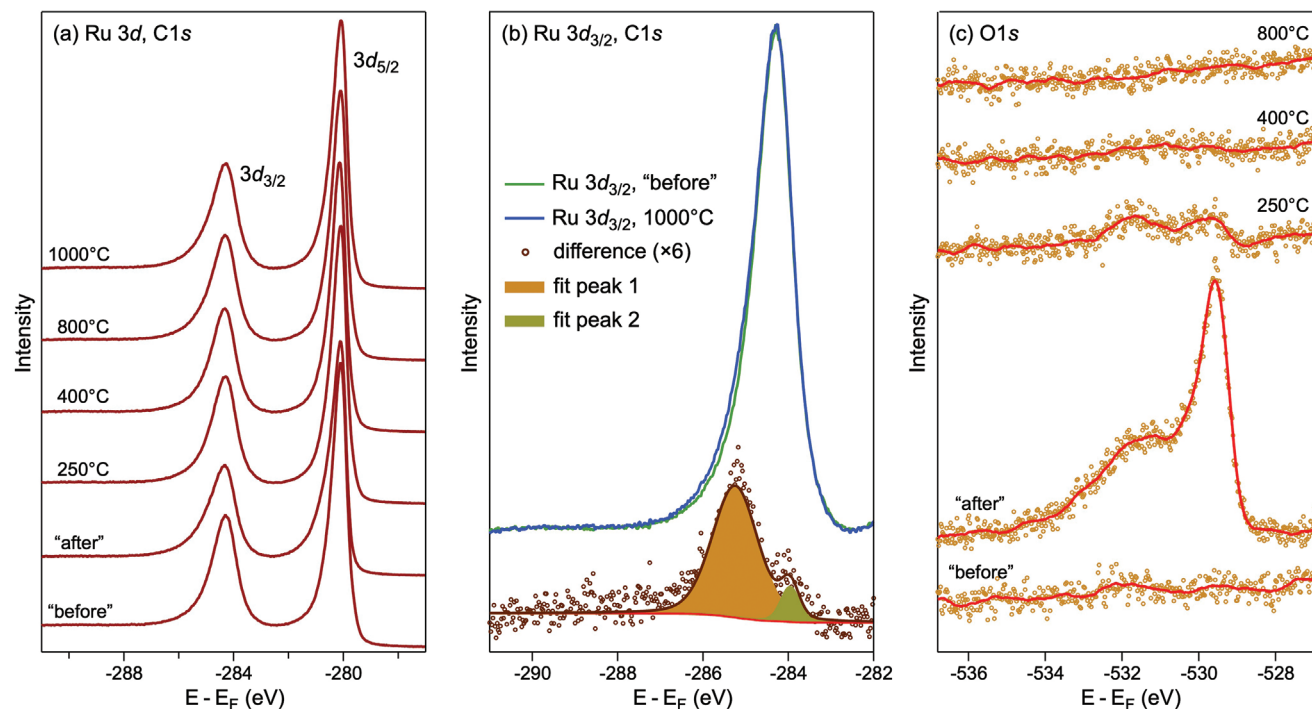 (a) Ru 3d, C1s
3d5/2
3d3/2
1000°C
800°C
400°C
250°C
“after”
“before”
Intensity
-288
-284
-280
E - EF (eV)
(b) Ru 3d3/2, C1s
Ru 3d3/2, “before”
Ru 3d3/2, 1000°C
difference (×6)
fit peak 1
fit peak 2
Intensity
-290
-288
-286
-284
-282
E - EF (eV)
(c) O1s
800°C
400°C
250°C
“after”
“before”
Intensity
-536
-534
-532
-530
-528
E - EF (eV)